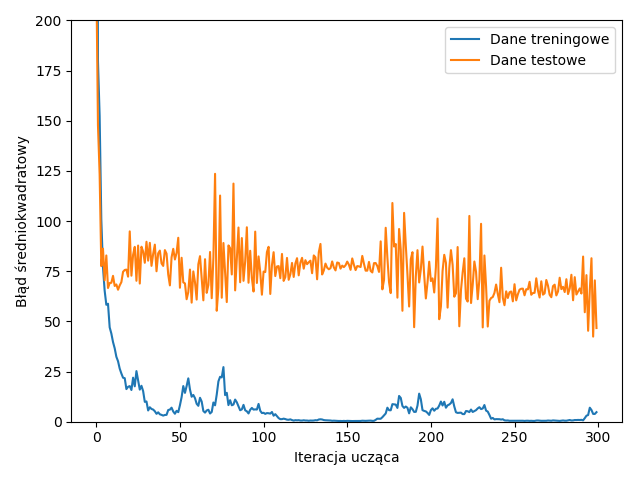 200
175
150
125
100
75
50
25
0
Błąd średniokwadratowy
Dane treningowe
Dane testowe
0 50 100 150 200 250 300
Iteracja ucząca